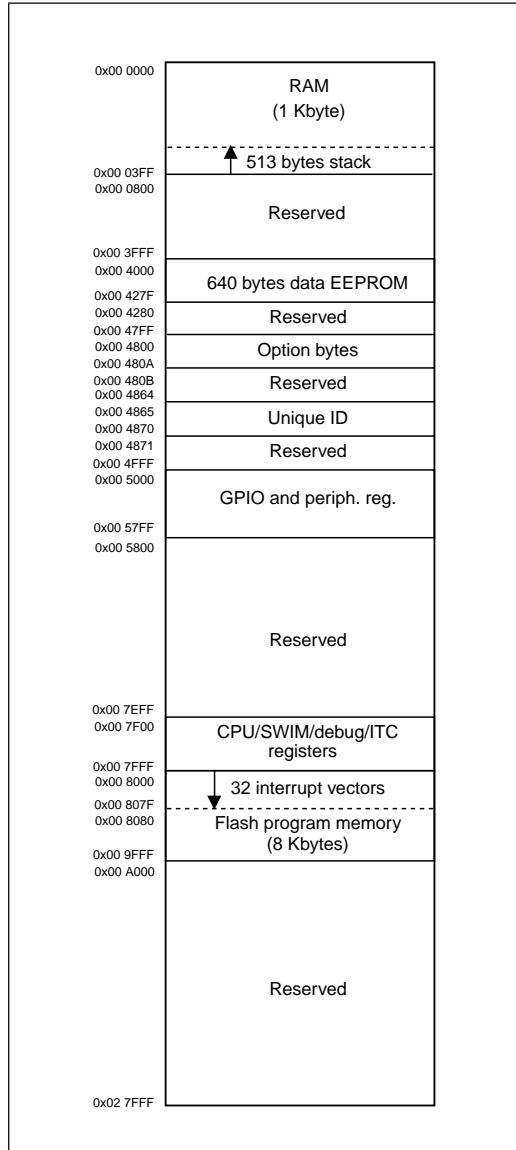 0x00 0000
RAM
(1 Kbyte)
513 bytes stack
0x00 03FF
0x00 0800
Reserved
0x00 3FFF
0x00 4000
640 bytes data EEPROM
0x00 427F
0x00 4280
Reserved
0x00 47FF
0x00 4800
Option bytes
0x00 480A
0x00 480B
Reserved
0x00 4864
0x00 4865
Unique ID
0x00 4870
0x00 4871
Reserved
0x00 4FFF
0x00 5000
GPIO and periph. reg.
0x00 57FF
0x00 5800
Reserved
0x00 7EFF
0x00 7F00
CPU/SWIM/debug/ITC
registers
0x00 7FFF
0x00 8000
32 interrupt vectors
0x00 807F
0x00 8080
Flash program memory
(8 Kbytes)
0x00 9FFF
0x00 A000
Reserved
0x02 7FFF